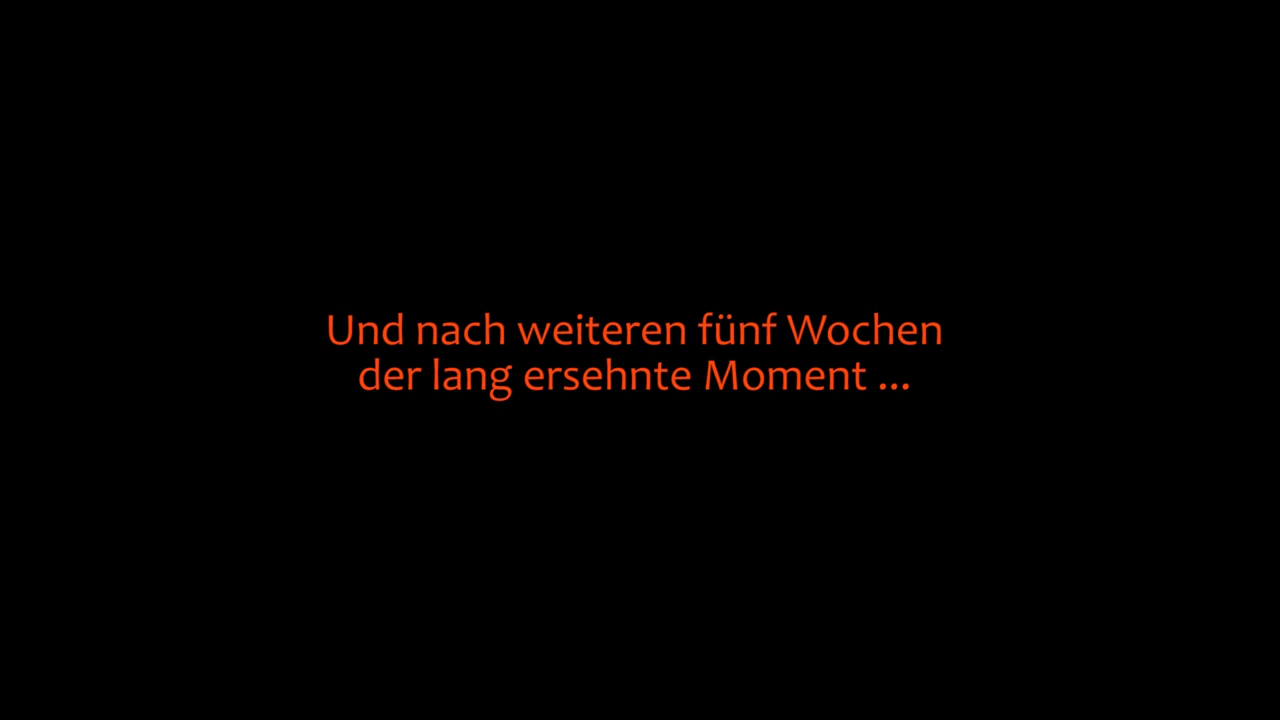 Und nach weiteren fünf Wochen
der lang ersehnte Moment ...